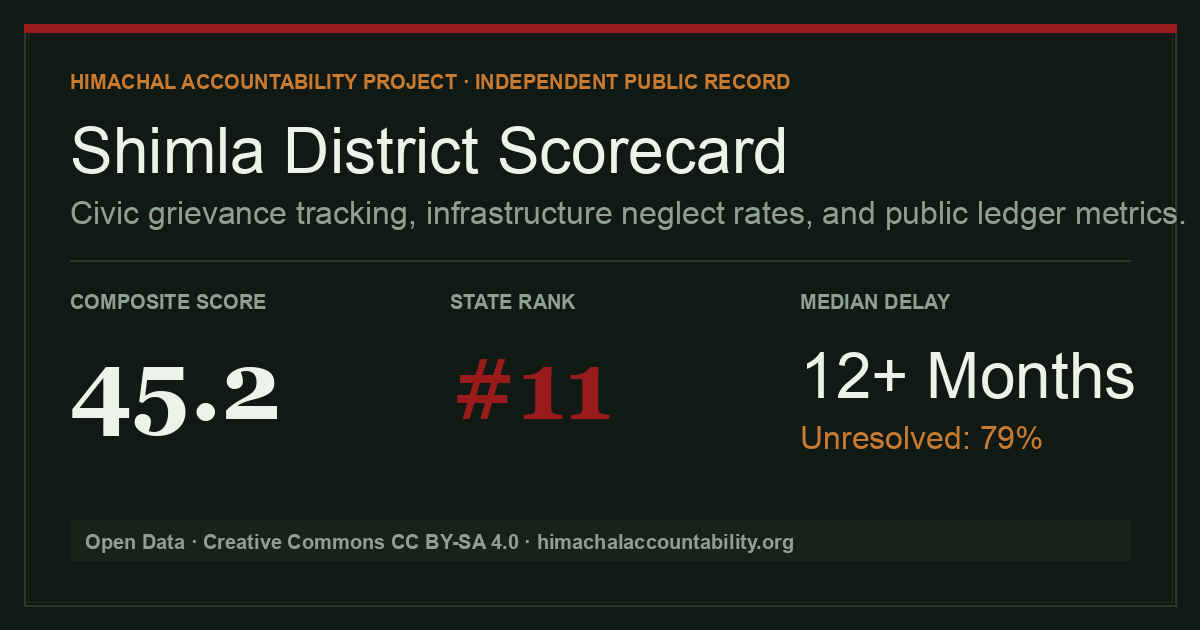 HIMACHAL ACCOUNTABILITY PROJECT · INDEPENDENT PUBLIC RECORD
Shimla District Scorecard
Civic grievance tracking, infrastructure neglect rates, and public ledger metrics.
COMPOSITE SCORE
45.2
STATE RANK
#11
MEDIAN DELAY
12+ Months
Unresolved: 79%
Open Data · Creative Commons CC BY-SA 4.0 · himachalaccountability.org